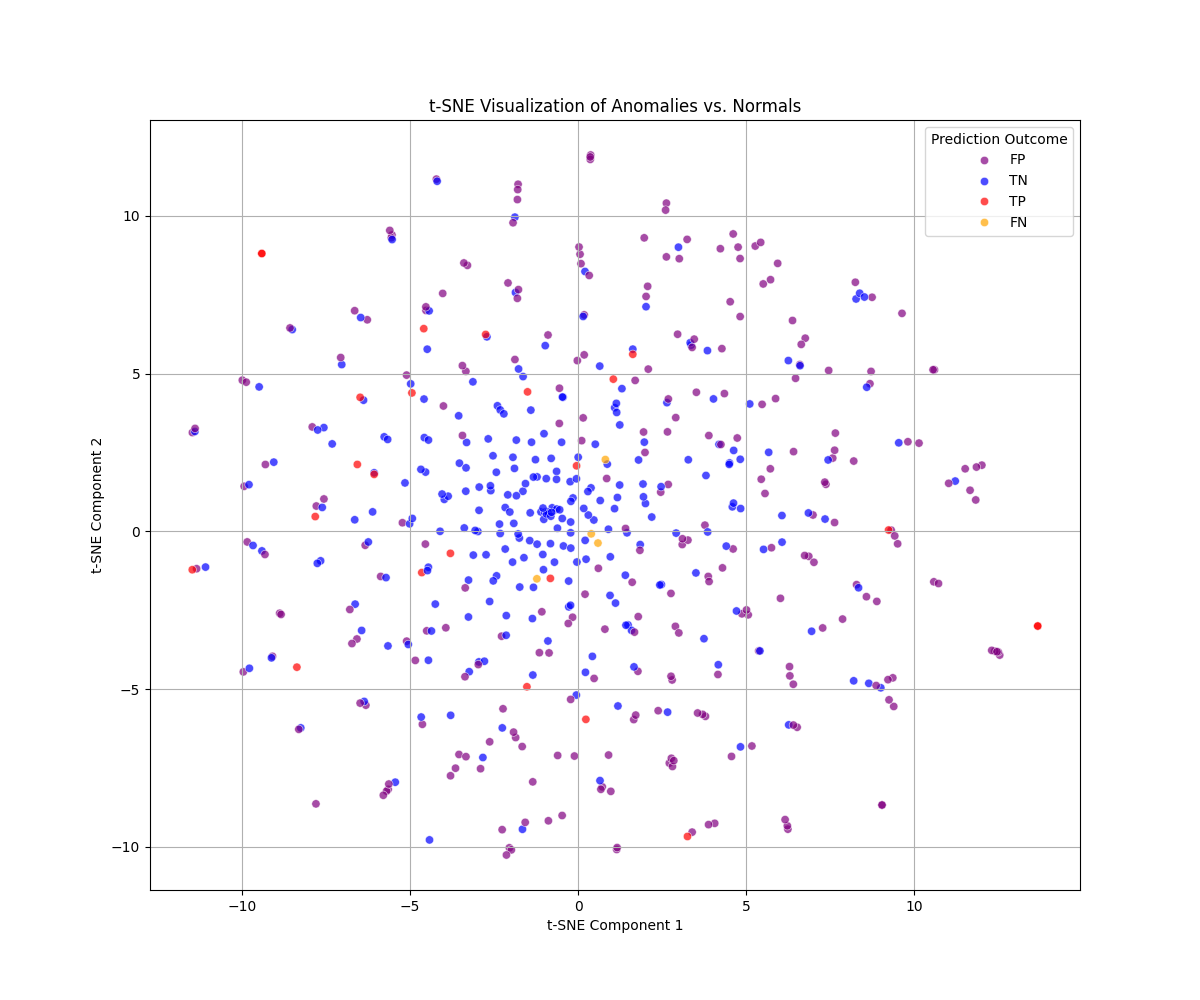 t-SNE Visualization of Anomalies vs. Normals
Prediction Outcome
FP
TN
TP
FN
10
5
0
−5
−10
t-SNE Component 2
−10
−5
0
5
10
t-SNE Component 1